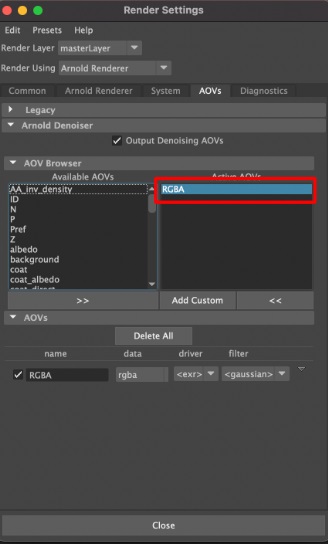 Render Settings
Edit Presets Help
Render Layer masterLayer
Render Using Arnold Renderer
Common Arnold Renderer System AOVs Diagnostics
Legacy
Arnold Denoiser
Output Denoising AOVs
AOV Browser
Available AOVs Active AOVs
AA_inv_density RGBA
ID
N
P
Pref
Z
albedo
background
coat
coat_albedo
coat_direct
>> Add Custom <<
AOVs
Delete All
name data driver filter
RGBA rgba <exr> <gaussian>
Close